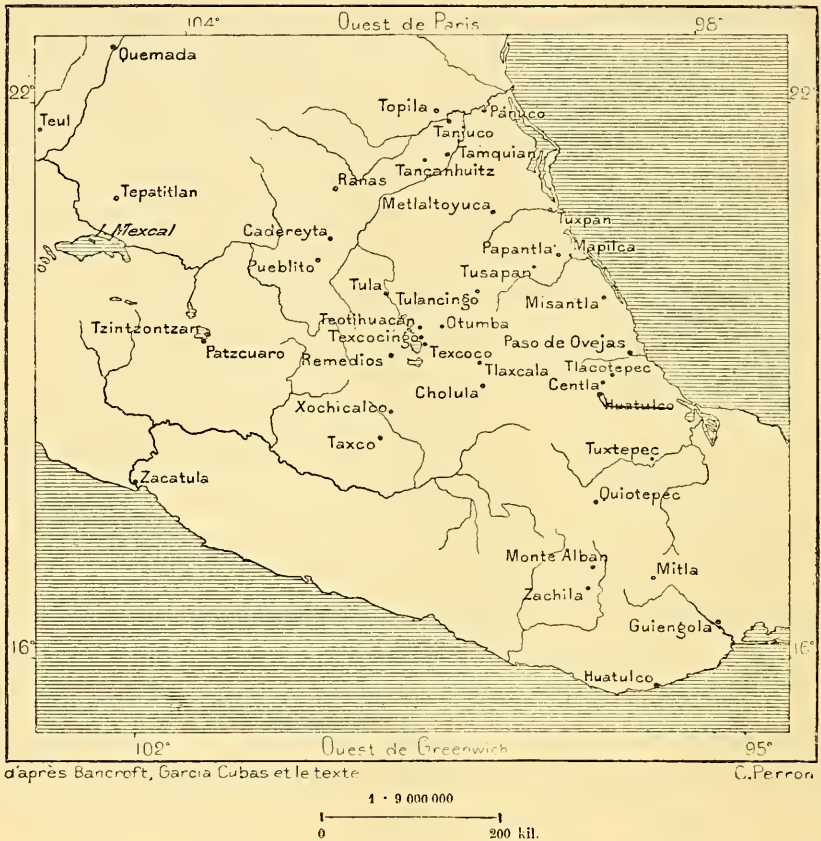 104° Ouest de Paris 98°
Quemada
22° 22°
Topila Pánuco
Teul
Tanjuco
Tamquian
Tancanhuitz
Ranas
Tepatitlan
Metlaltoyuca
Mexcal
Tuxpan
Cadereyta
Papantla Mapilca
Pueblito
Tusapan
Tula
Tulancingo
Misantla
Teotihuacán Otumba
Tzintzontzan
Texcocingo
Paso de Ovejas
Patzcuaro
Texcoco
Remedios
Tlaxcala Tlacotepec
Cholula Centla
Xochicalco Huatulco
Taxco
Tuxtepec
Zacatula
Quiotepec
Monte Alban
Mitla
Zachila
Guiengola
16° 16°
Huatulco
102° Ouest de Greenwich 95°
d'après Bancroft, Garcia Cubas et le texte C.Perron
1 : 9 000 000
0 200 kil.